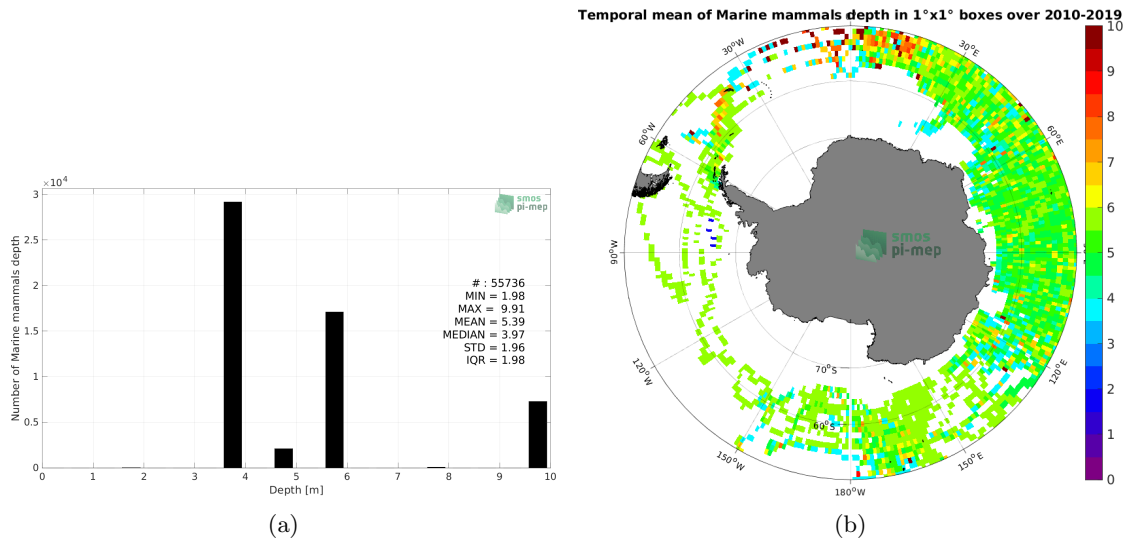 ×10⁴
3
2.5
2
1.5
1
0.5
0
Number of Marine mammals depth
smos
pi-mep
# : 55736
MIN = 1.98
MAX = 9.91
MEAN = 5.39
MEDIAN = 3.97
STD = 1.96
IQR = 1.98
0 1 2 3 4 5 6 7 8 9 10
Depth [m]
(a)
Temporal mean of Marine mammals depth in 1°x1° boxes over 2010-2019
0°
30°W
30°E
60°W
60°E
90°W
120°W
120°E
150°W
150°E
180°W
70°S
60°S
smos
pi-mep
10
9
8
7
6
5
4
3
2
1
0
(b)